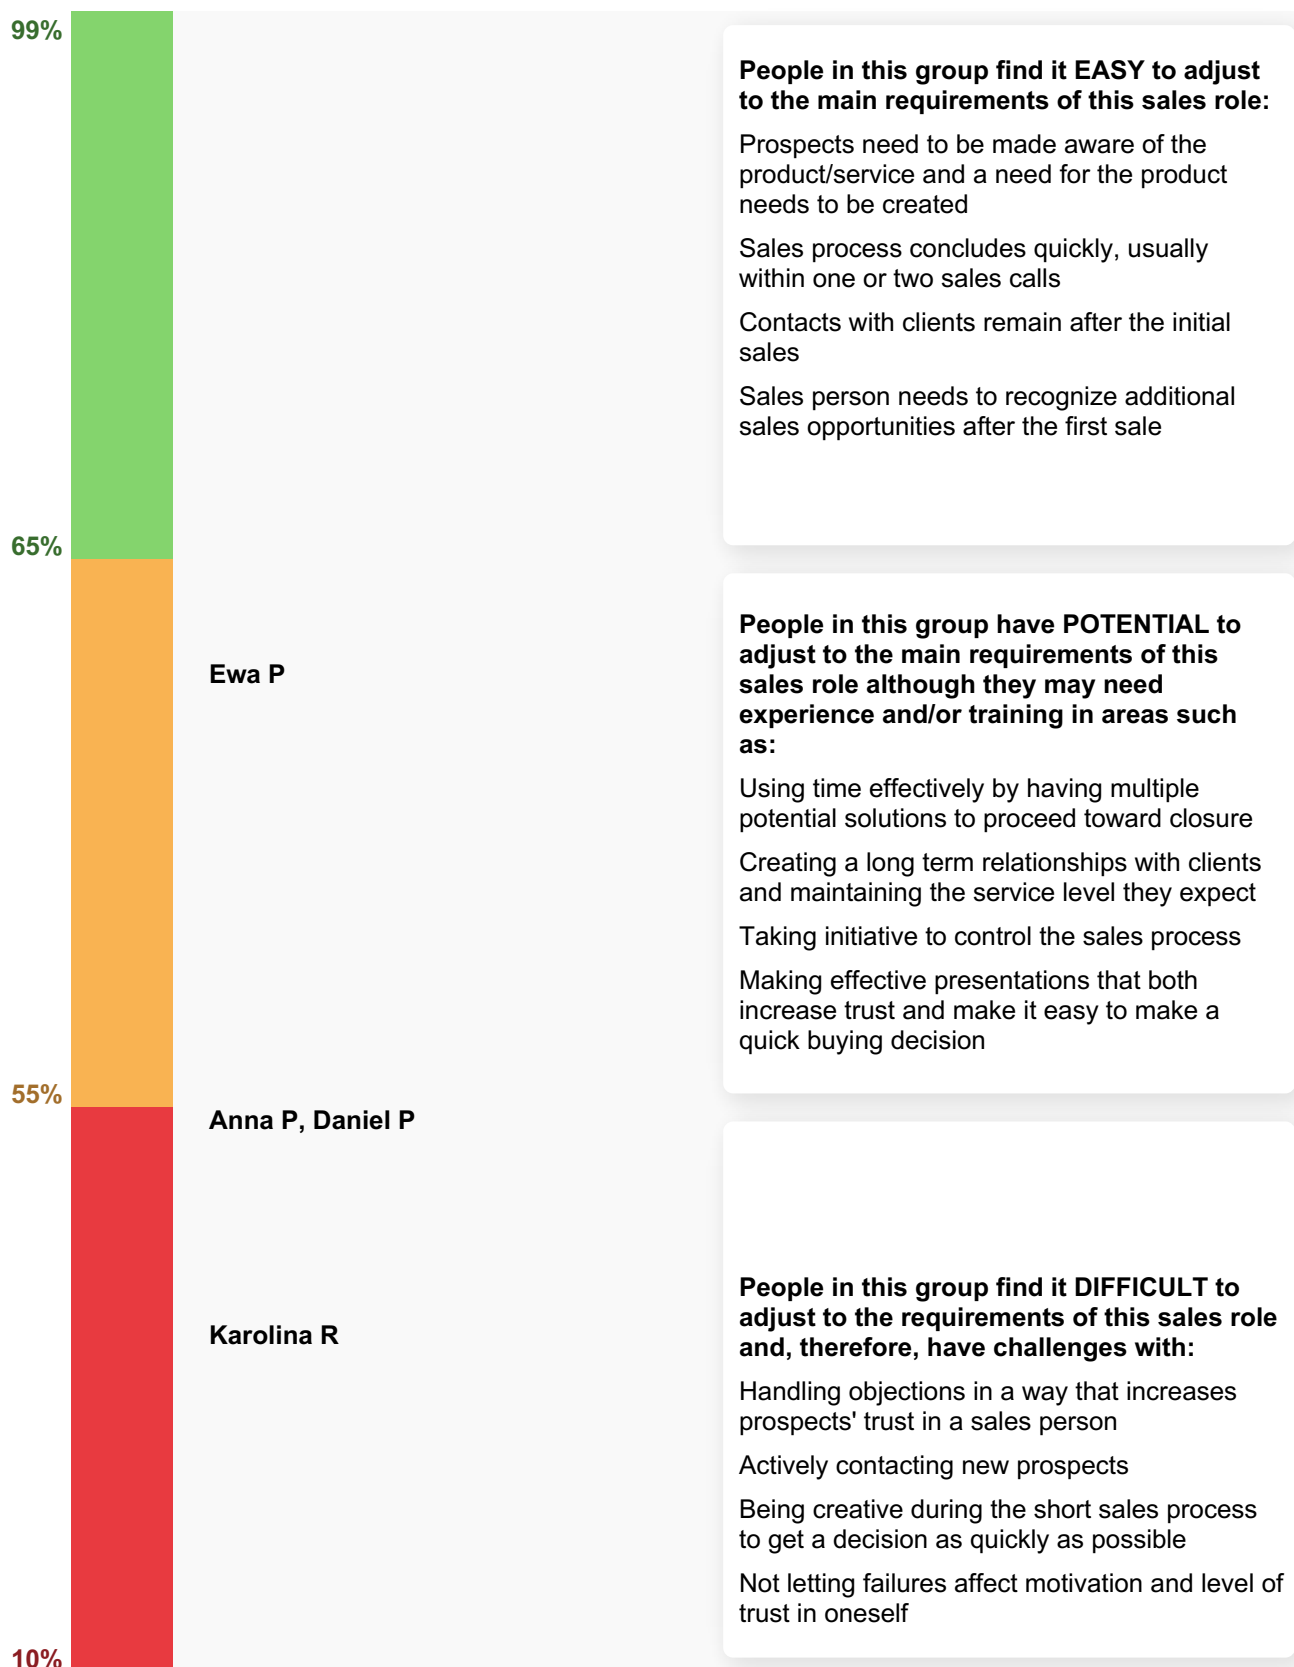 99%
People in this group find it EASY to adjust
to the main requirements of this sales role:
Prospects need to be made aware of the
product/service and a need for the product
needs to be created
Sales process concludes quickly, usually
within one or two sales calls
Contacts with clients remain after the initial
sales
Sales person needs to recognize additional
sales opportunities after the first sale
65%
Ewa P
People in this group have POTENTIAL to
adjust to the main requirements of this
sales role although they may need
experience and/or training in areas such
as:
Using time effectively by having multiple
potential solutions to proceed toward closure
Creating a long term relationships with clients
and maintaining the service level they expect
Taking initiative to control the sales process
Making effective presentations that both
increase trust and make it easy to make a
quick buying decision
55%
Anna P, Daniel P
Karolina R
People in this group find it DIFFICULT to
adjust to the requirements of this sales role
and, therefore, have challenges with:
Handling objections in a way that increases
prospects' trust in a sales person
Actively contacting new prospects
Being creative during the short sales process
to get a decision as quickly as possible
Not letting failures affect motivation and level of
trust in oneself
10%